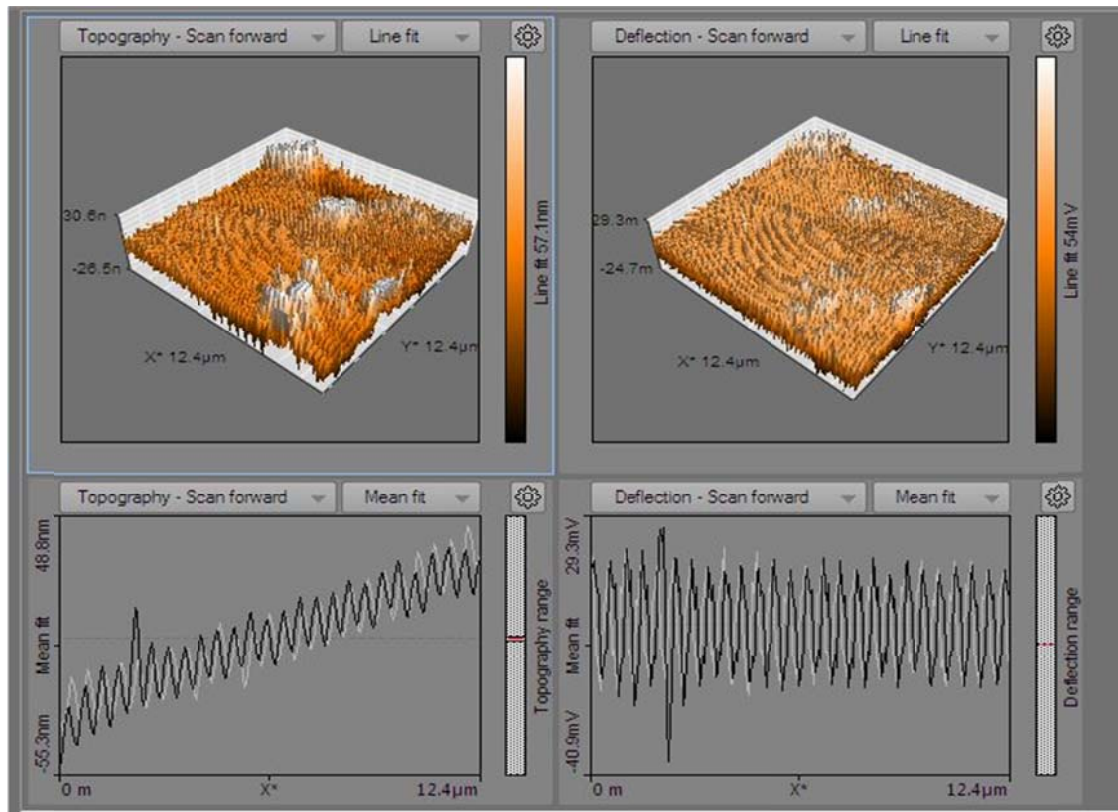 Topography - Scan forward
Line fit
30.6n
-26.5n
X* 12.4µm
Y* 12.4µm
Line fit 57.1nm
Deflection - Scan forward
Line fit
29.3m
-24.7m
X* 12.4µm
Y* 12.4µm
Line fit 54mV
Topography - Scan forward
Mean fit
48.8nm
Mean fit
-55.3nm
0 m
X*
12.4µm
Topography range
Deflection - Scan forward
Mean fit
29.3mV
Mean fit
-40.9mV
0 m
X*
12.4µm
Deflection range